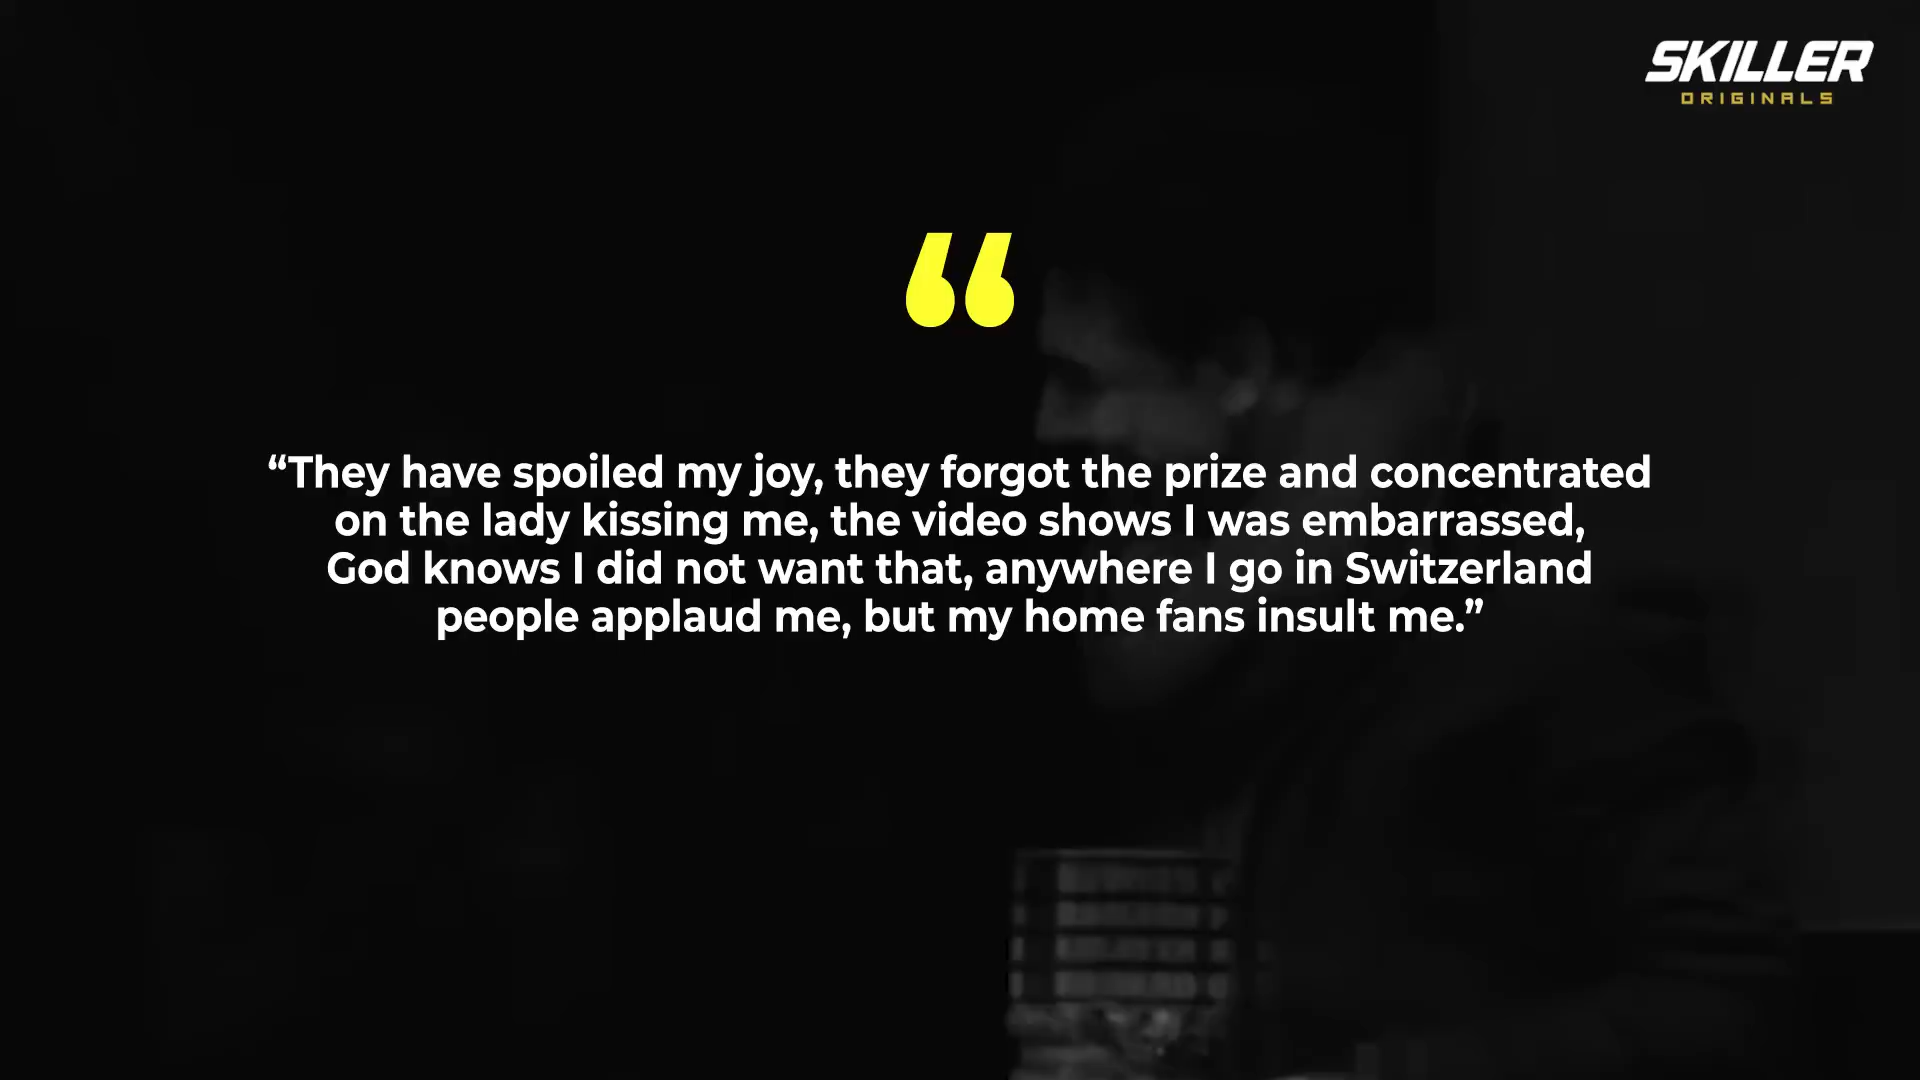 SKILLER
ORIGINALS
“
“They have spoiled my joy, they forgot the prize and concentrated
on the lady kissing me, the video shows I was embarrassed,
God knows I did not want that, anywhere I go in Switzerland
people applaud me, but my home fans insult me.”